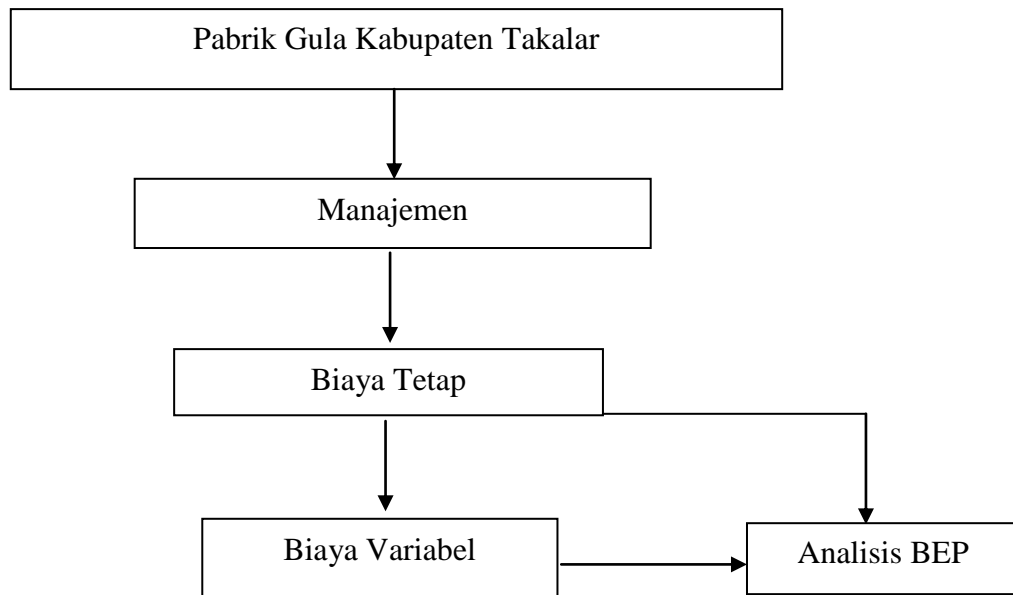 Pabrik Gula Kabupaten Takalar
Manajemen
Biaya Tetap
Biaya Variabel
Analisis BEP